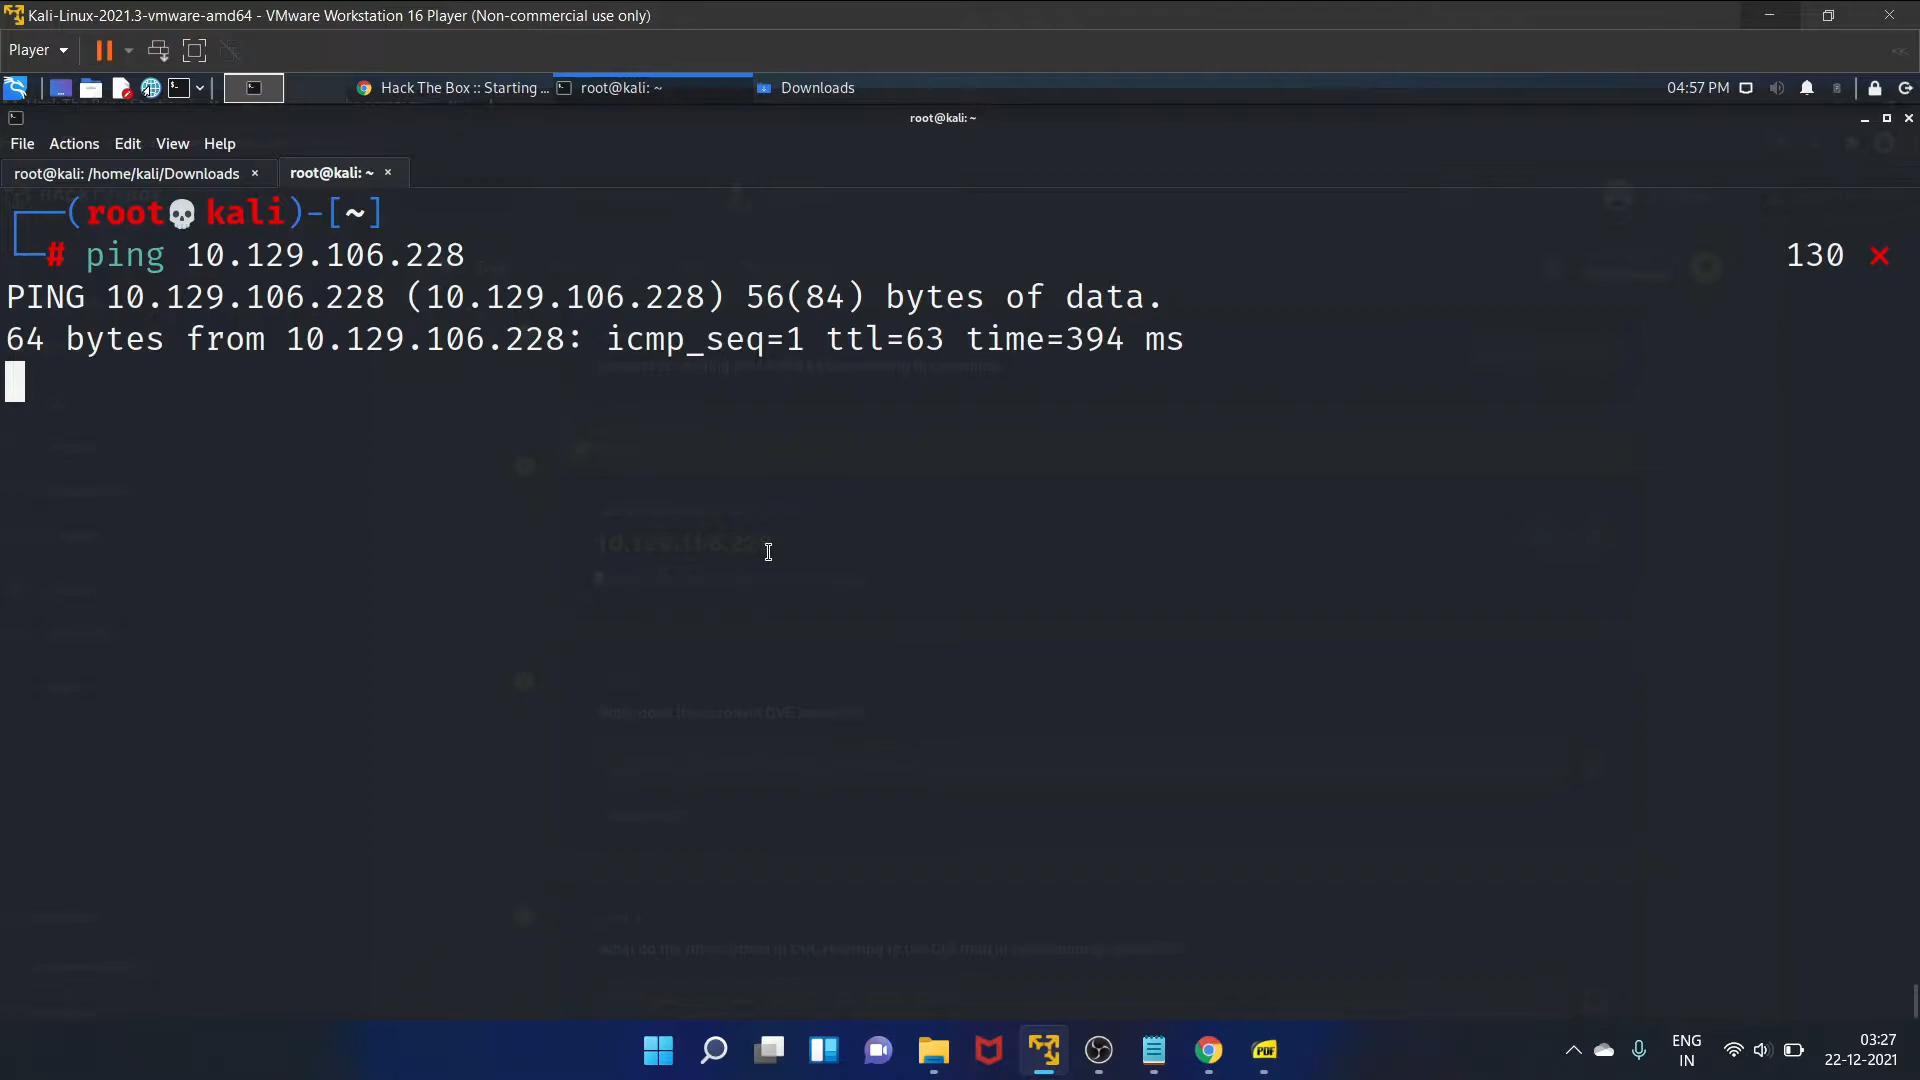 Kali-Linux-2021.3-vmware-amd64 - VMware Workstation 16 Player (Non-commercial use only)
Player
Hack The Box :: Starting ...
root@kali: ~
Downloads
04:57 PM
root@kali: ~
File Actions Edit View Help
root@kali: /home/kali/Downloads ×
root@kali: ~ ×
┌──(root💀kali)-[~]
└─# ping 10.129.106.228 130 ⨯
PING 10.129.106.228 (10.129.106.228) 56(84) bytes of data.
64 bytes from 10.129.106.228: icmp_seq=1 ttl=63 time=394 ms
PDF
ENG
IN
03:27
22-12-2021